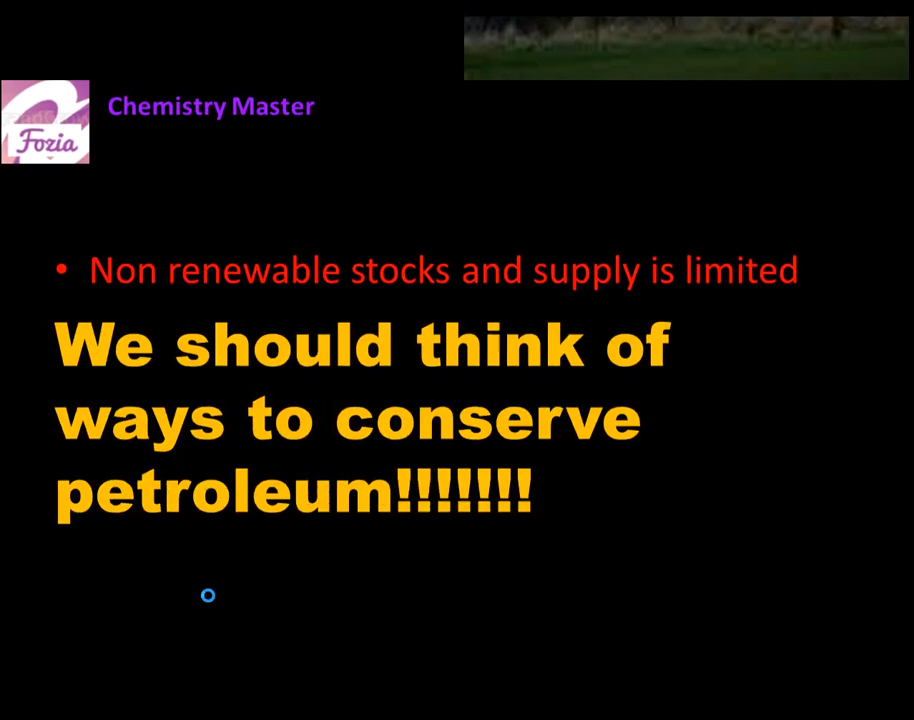 Chemistry Master
Fozia
• Non renewable stocks and supply is limited
We should think of
ways to conserve
petroleum!!!!!!!